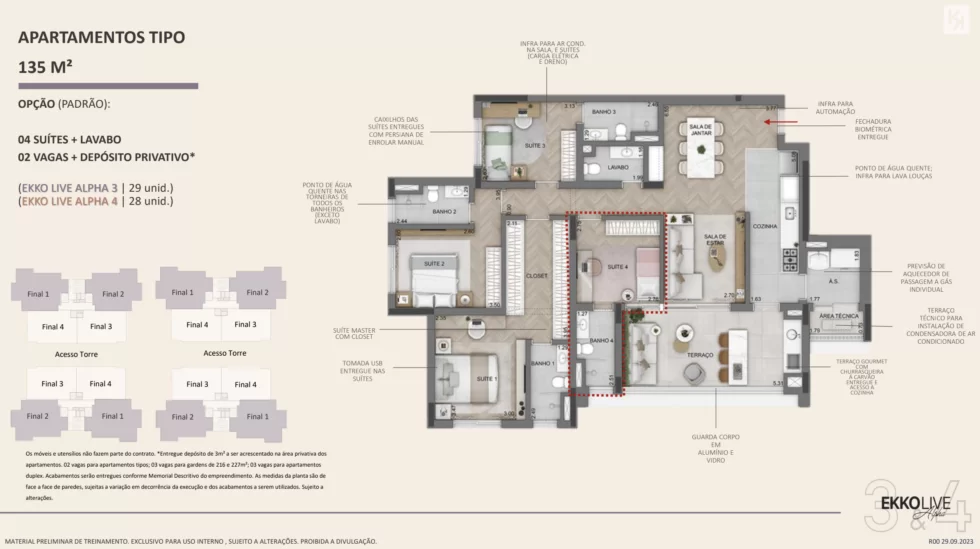 APARTAMENTOS TIPO
135 M²
OPÇÃO (PADRÃO):
04 SUÍTES + LAVABO
02 VAGAS + DEPÓSITO PRIVATIVO*
(EKKO LIVE ALPHA 3 | 29 unid.)
(EKKO LIVE ALPHA 4 | 28 unid.)
Final 1
Final 2
Final 4
Final 3
Acesso Torre
Final 1
Final 2
Final 4
Final 3
Acesso Torre
Final 3
Final 4
Final 2
Final 1
Final 3
Final 4
Final 2
Final 1
INFRA PARA AR COND.
NA SALA, E SUÍTES
(CARGA ELÉTRICA
E DRENO)
CAIXILHOS DAS
SUÍTES ENTREGUES
COM PERSIANA DE
ENROLAR MANUAL
PONTO DE ÁGUA
QUENTE NAS
TORNEIRAS DE
TODOS OS
BANHEIROS
(EXCETO
LAVABO)
SUÍTE MASTER
COM CLOSET
TOMADA USB
ENTREGUE NAS
SUÍTES
INFRA PARA
AUTOMAÇÃO
FECHADURA
BIOMÉTRICA
ENTREGUE
PONTO DE ÁGUA QUENTE;
INFRA PARA LAVA LOUÇAS
PREVISÃO DE
AQUECEDOR DE
PASSAGEM A GÁS
INDIVIDUAL
TERRAÇO
TÉCNICO PARA
INSTALAÇÃO DE
CONDENSADORA DE AR
CONDICIONADO
TERRAÇO GOURMET
COM
CHURRASQUEIRA
À CARVÃO
ENTREGUE E
ACESSO A
COZINHA
GUARDA CORPO
EM
ALUMÍNIO E
VIDRO
BANHO 3
SUÍTE 3
LAVABO
SALA DE
JANTAR
BANHO 2
SUÍTE 2
CLOSET
SUÍTE 4
SALA DE
ESTAR
COZINHA
A.S.
ÁREA TÉCNICA
BANHO 4
TERRAÇO
SUÍTE 1
BANHO 1
3.15
2.44
2.60
2.15
2.70
1.63
1.77
1.83
1.27
5.31
3.00
Os móveis e utensílios não fazem parte do contrato. *Entregue depósito de 3m² a ser acrescentado na área privativa dos
apartamentos. 02 vagas para apartamentos tipos; 03 vagas para gardens de 216 e 227m²; 03 vagas para apartamentos
duplex. Acabamentos serão entregues conforme Memorial Descritivo do empreendimento. As medidas da planta são de
face a face de paredes, sujeitas a variação em decorrência da execução e dos acabamentos a serem utilizados. Sujeito a
alterações.
3&4
EKKOLIVE
Alpha
MATERIAL PRELIMINAR DE TREINAMENTO. EXCLUSIVO PARA USO INTERNO , SUJEITO A ALTERAÇÕES. PROIBIDA A DIVULGAÇÃO.
R00 29.09.2023